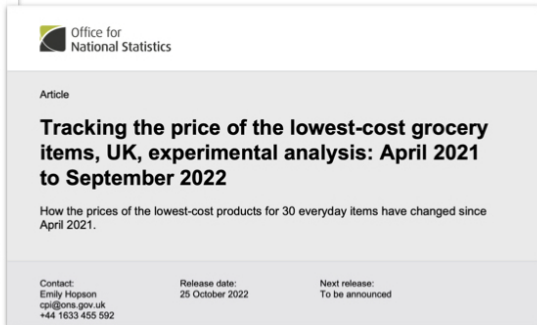 Office for
National Statistics
Article
Tracking the price of the lowest-cost grocery
items, UK, experimental analysis: April 2021
to September 2022
How the prices of the lowest-cost products for 30 everyday items have changed since
April 2021.
Contact:
Emily Hopson
cpi@ons.gov.uk
+44 1633 455 592
Release date:
25 October 2022
Next release:
To be announced